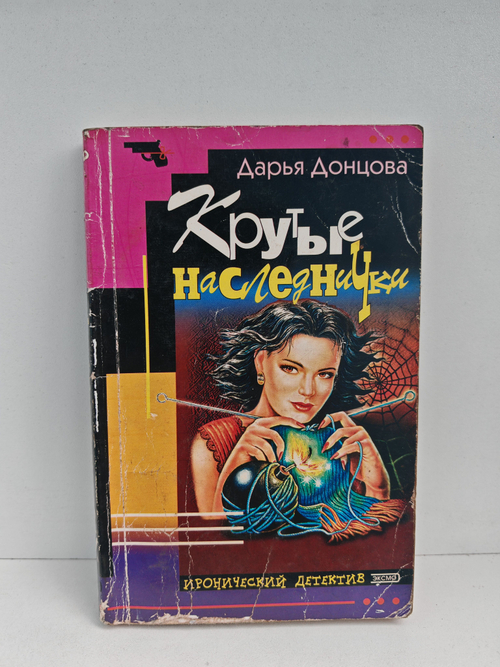 Дарья Донцова
Крутые
наследнички
ИРОНИЧЕСКИЙ ДЕТЕКТИВ эксмо